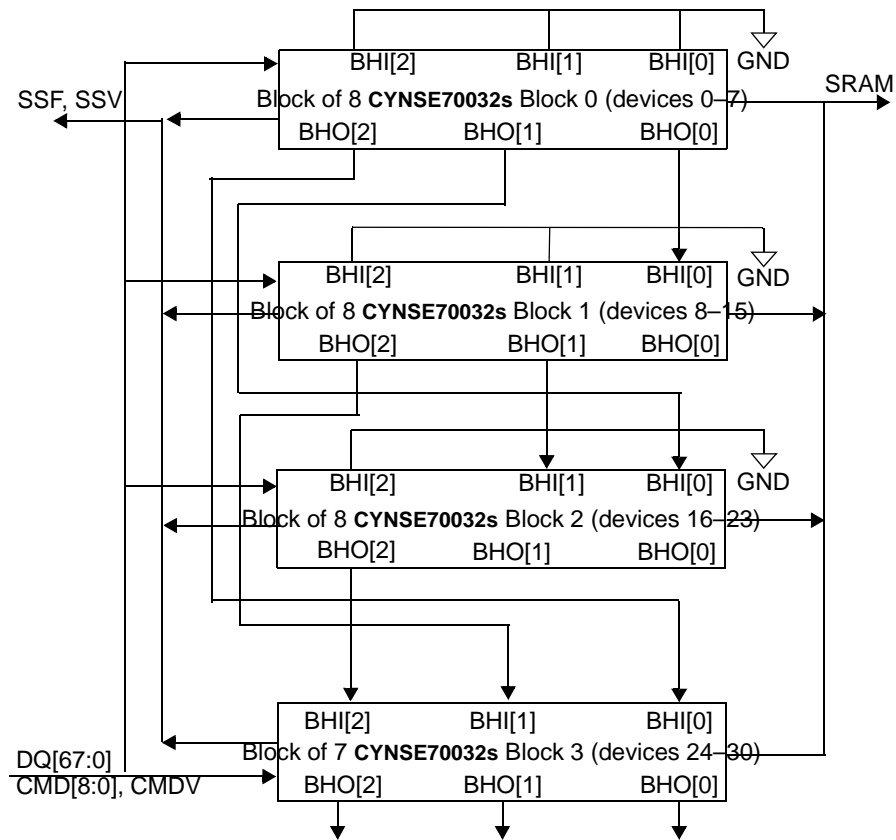 BHI[2] BHI[1] BHI[0] GND
SSF, SSV Block of 8 CYNSE70032s Block 0 (devices 0–7) SRAM
BHO[2] BHO[1] BHO[0]
BHI[2] BHI[1] BHI[0] GND
Block of 8 CYNSE70032s Block 1 (devices 8–15)
BHO[2] BHO[1] BHO[0]
BHI[2] BHI[1] BHI[0] GND
Block of 8 CYNSE70032s Block 2 (devices 16–23)
BHO[2] BHO[1] BHO[0]
BHI[2] BHI[1] BHI[0]
DQ[67:0] Block of 7 CYNSE70032s Block 3 (devices 24–30)
CMD[8:0], CMDV BHO[2] BHO[1] BHO[0]